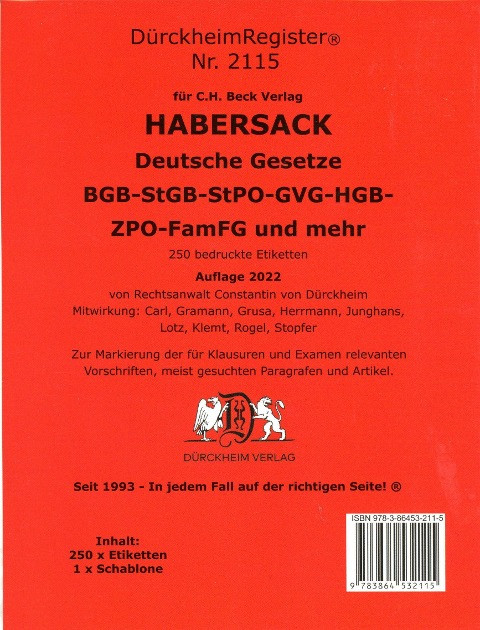 DürckheimRegister®
Nr. 2115
für C.H. Beck Verlag
HABERSACK
Deutsche Gesetze
BGB-StGB-StPO-GVG-HGB-
ZPO-FamFG und mehr
250 bedruckte Etiketten
Auflage 2022
von Rechtsanwalt Constantin von Dürckheim
Mitwirkung: Carl, Gramann, Grusa, Herrmann, Junghans,
Lotz, Klemt, Rogel, Stopfer
Zur Markierung der für Klausuren und Examen relevanten
Vorschriften, meist gesuchten Paragrafen und Artikel.
D
DÜRCKHEIM VERLAG
Seit 1993 - In jedem Fall auf der richtigen Seite! ®
Inhalt:
250 x Etiketten
1 x Schablone
ISBN 978-3-86453-211-5
9 783864 532115